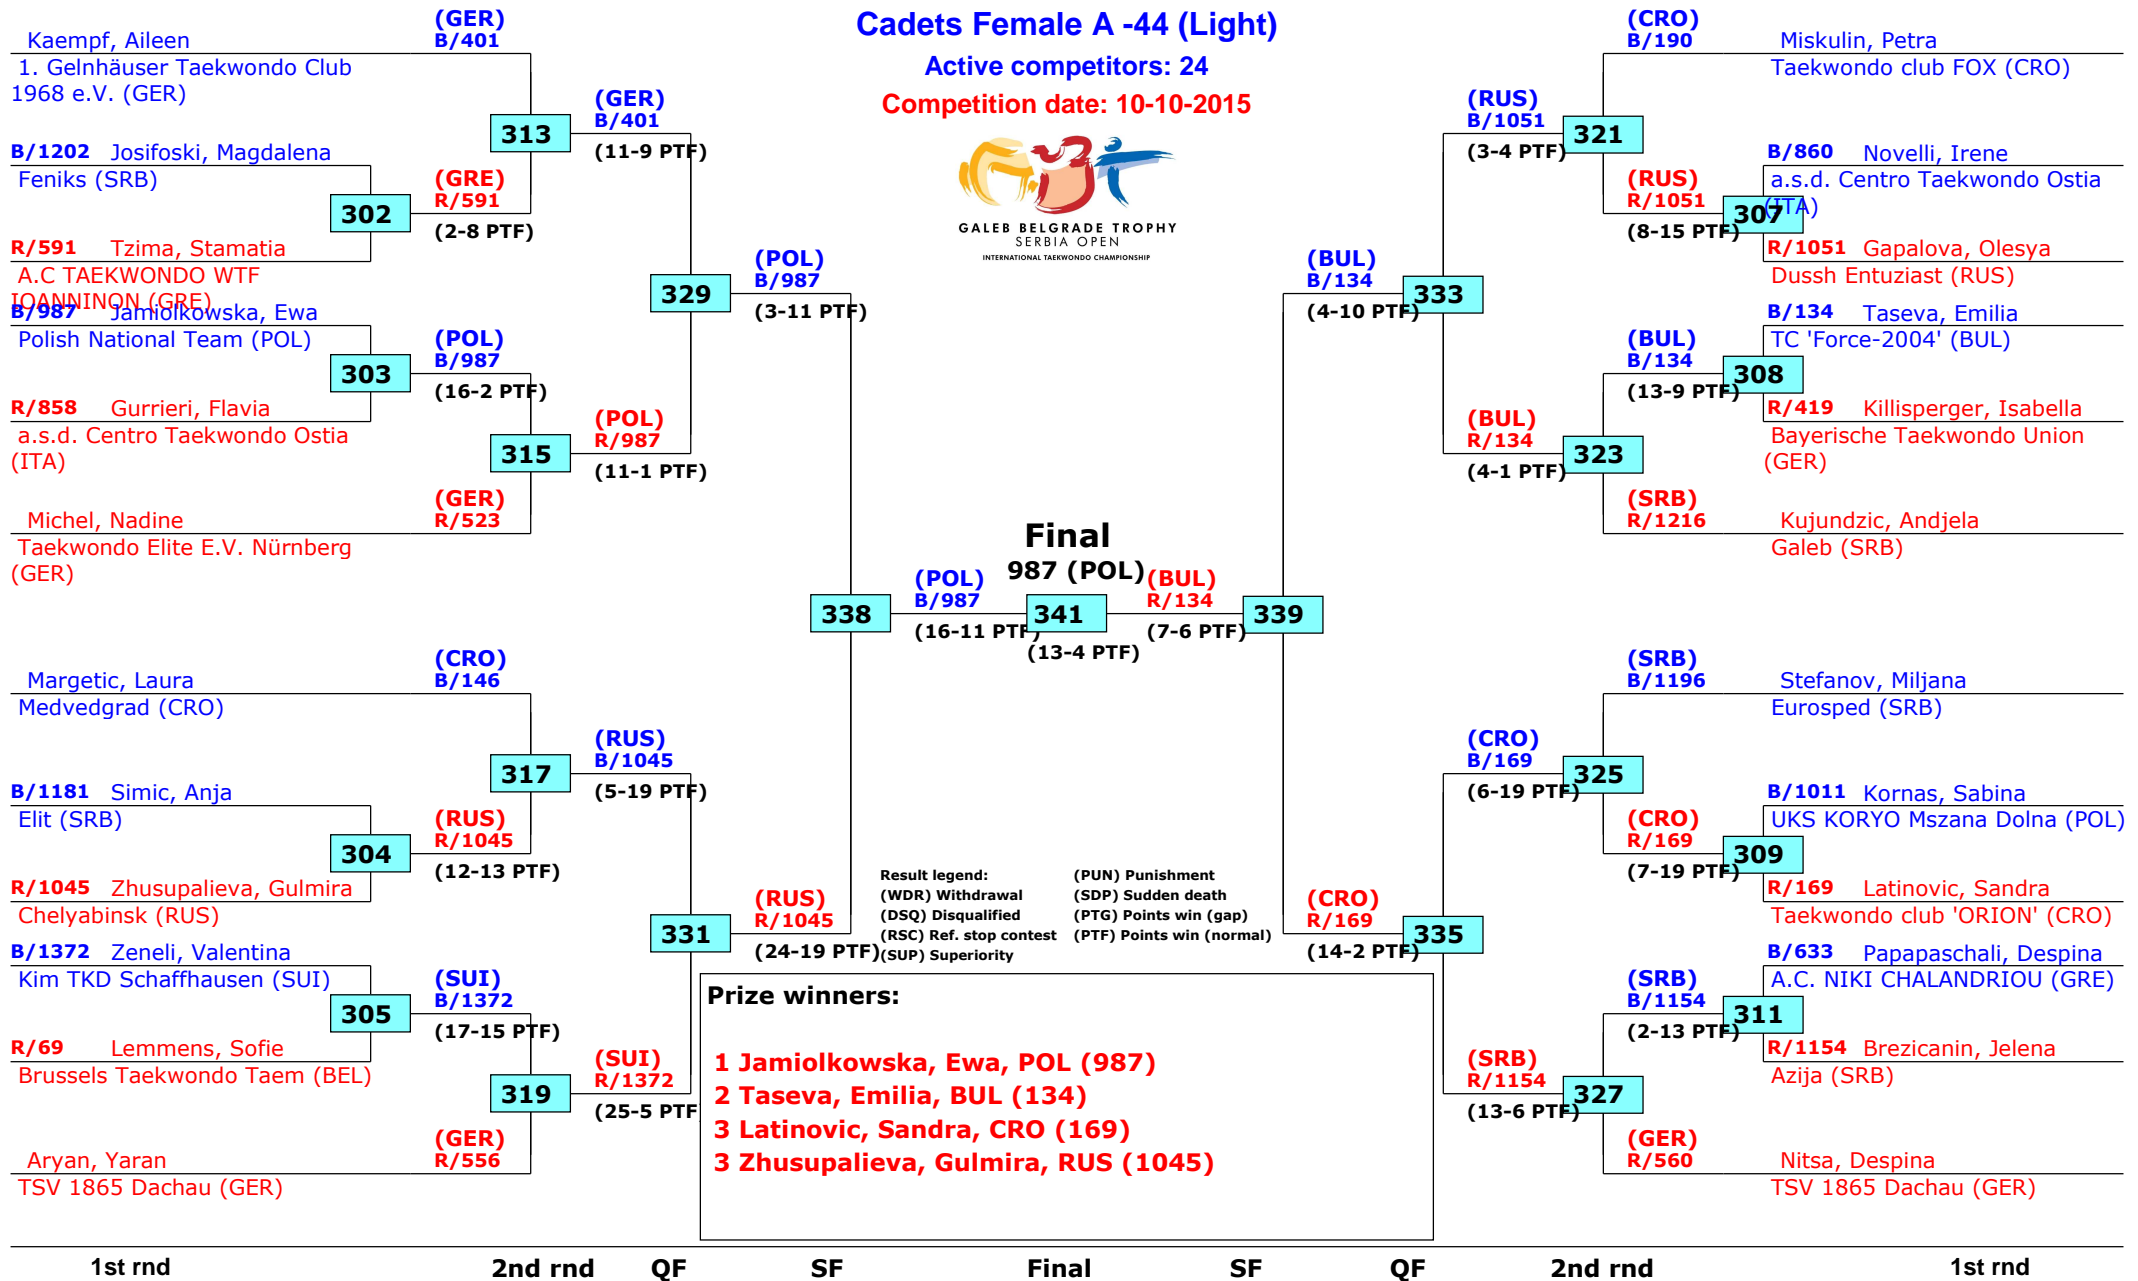 Cadets Female A -44 (Light)
Active competitors: 24
Competition date: 10-10-2015
GALEB BELGRADE TROPHY
SERBIA OPEN
INTERNATIONAL TAEKWONDO CHAMPIONSHIP
Kaempf, Aileen
1. Gelnhäuser Taekwondo Club
1968 e.V. (GER)
(GER)
B/401
B/1202 Josifoski, Magdalena
Feniks (SRB)
302
R/591 Tzima, Stamatia
A.C TAEKWONDO WTF
IOANNINON (GRE)
(GRE)
R/591
(2-8 PTF)
313
(GER)
B/401
(11-9 PTF)
B/987 Jamiolkowska, Ewa
Polish National Team (POL)
303
R/858 Gurrieri, Flavia
a.s.d. Centro Taekwondo Ostia
(ITA)
(POL)
B/987
(16-2 PTF)
315
(POL)
R/987
(11-1 PTF)
Michel, Nadine
Taekwondo Elite E.V. Nürnberg
(GER)
(GER)
R/523
329
(POL)
B/987
(3-11 PTF)
Margetic, Laura
Medvedgrad (CRO)
(CRO)
B/146
B/1181 Simic, Anja
Elit (SRB)
304
R/1045 Zhusupalieva, Gulmira
Chelyabinsk (RUS)
(RUS)
R/1045
(12-13 PTF)
317
(RUS)
B/1045
(5-19 PTF)
B/1372 Zeneli, Valentina
Kim TKD Schaffhausen (SUI)
305
R/69 Lemmens, Sofie
Brussels Taekwondo Taem (BEL)
(SUI)
B/1372
(17-15 PTF)
319
(SUI)
R/1372
(25-5 PTF
Aryan, Yaran
TSV 1865 Dachau (GER)
(GER)
R/556
331
(RUS)
R/1045
(24-19 PTF)
338
(POL)
B/987
(16-11 PTF)
Final
987 (POL)
341
(13-4 PTF)
(BUL)
R/134
(7-6 PTF)
339
(CRO)
B/190
Miskulin, Petra
Taekwondo club FOX (CRO)
(RUS)
B/1051
(3-4 PTF)
321
B/860 Novelli, Irene
a.s.d. Centro Taekwondo Ostia
(ITA)
307
(RUS)
R/1051
(8-15 PTF)
R/1051 Gapalova, Olesya
Dussh Entuziast (RUS)
(BUL)
B/134
(4-10 PTF)
333
B/134 Taseva, Emilia
TC 'Force-2004' (BUL)
(BUL)
B/134
(13-9 PTF)
308
R/419 Killisperger, Isabella
Bayerische Taekwondo Union
(GER)
(BUL)
R/134
(4-1 PTF)
323
(SRB)
R/1216
Kujundzic, Andjela
Galeb (SRB)
(SRB)
B/1196
Stefanov, Miljana
Eurosped (SRB)
(CRO)
B/169
(6-19 PTF)
325
B/1011 Kornas, Sabina
UKS KORYO Mszana Dolna (POL)
(CRO)
R/169
(7-19 PTF)
309
R/169 Latinovic, Sandra
Taekwondo club 'ORION' (CRO)
(CRO)
R/169
(14-2 PTF)
335
B/633 Papapaschali, Despina
A.C. NIKI CHALANDRIOU (GRE)
(SRB)
B/1154
(2-13 PTF)
311
R/1154 Brezicanin, Jelena
Azija (SRB)
(SRB)
R/1154
(13-6 PTF)
327
(GER)
R/560
Nitsa, Despina
TSV 1865 Dachau (GER)
Result legend:
(WDR) Withdrawal
(DSQ) Disqualified
(RSC) Ref. stop contest
(SUP) Superiority
(PUN) Punishment
(SDP) Sudden death
(PTG) Points win (gap)
(PTF) Points win (normal)
Prize winners:
1 Jamiolkowska, Ewa, POL (987)
2 Taseva, Emilia, BUL (134)
3 Latinovic, Sandra, CRO (169)
3 Zhusupalieva, Gulmira, RUS (1045)
1st rnd 2nd rnd QF SF Final SF QF 2nd rnd 1st rnd